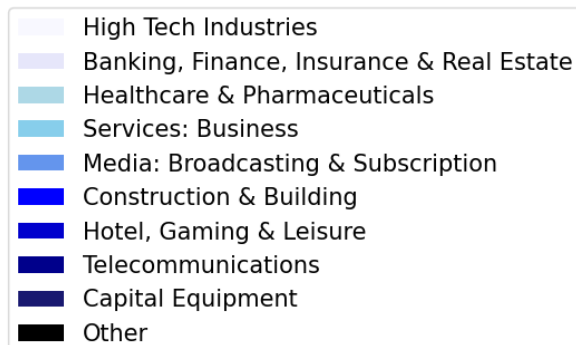 High Tech Industries
Banking, Finance, Insurance & Real Estate
Healthcare & Pharmaceuticals
Services: Business
Media: Broadcasting & Subscription
Construction & Building
Hotel, Gaming & Leisure
Telecommunications
Capital Equipment
Other